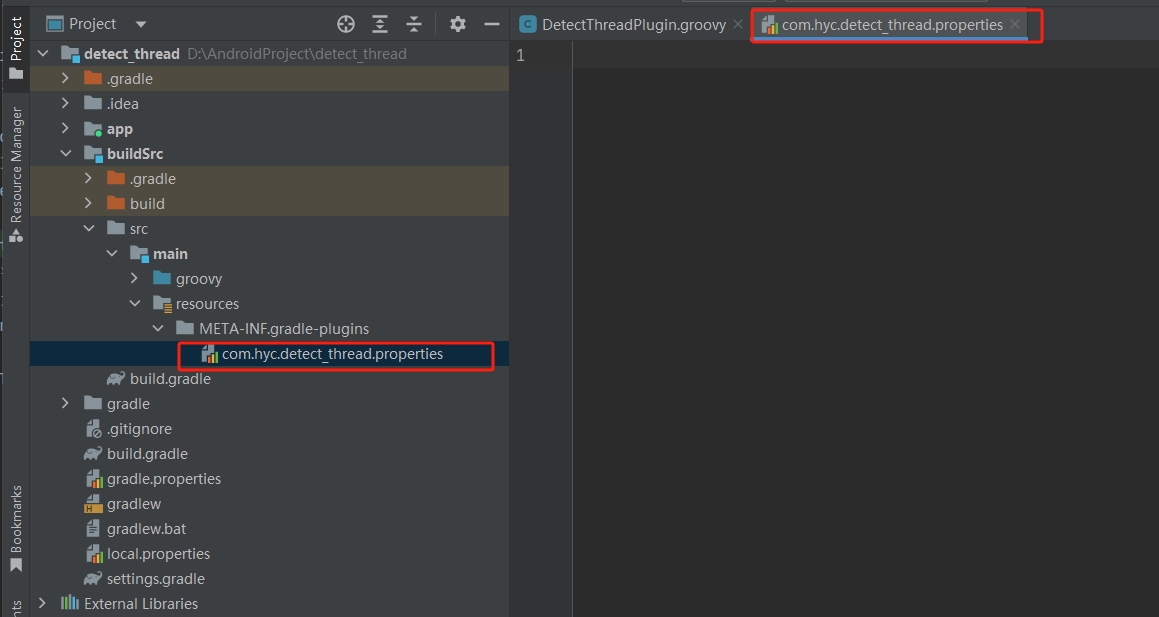 Project
DetectThreadPlugin.groovy
com.hyc.detect_thread.properties
Project
Resource Manager
Bookmarks
detect_thread D:\AndroidProject\detect_thread
.gradle
.idea
app
buildSrc
.gradle
build
src
main
groovy
resources
META-INF.gradle-plugins
com.hyc.detect_thread.properties
build.gradle
gradle
.gitignore
build.gradle
gradle.properties
gradlew
gradlew.bat
local.properties
settings.gradle
External Libraries
1